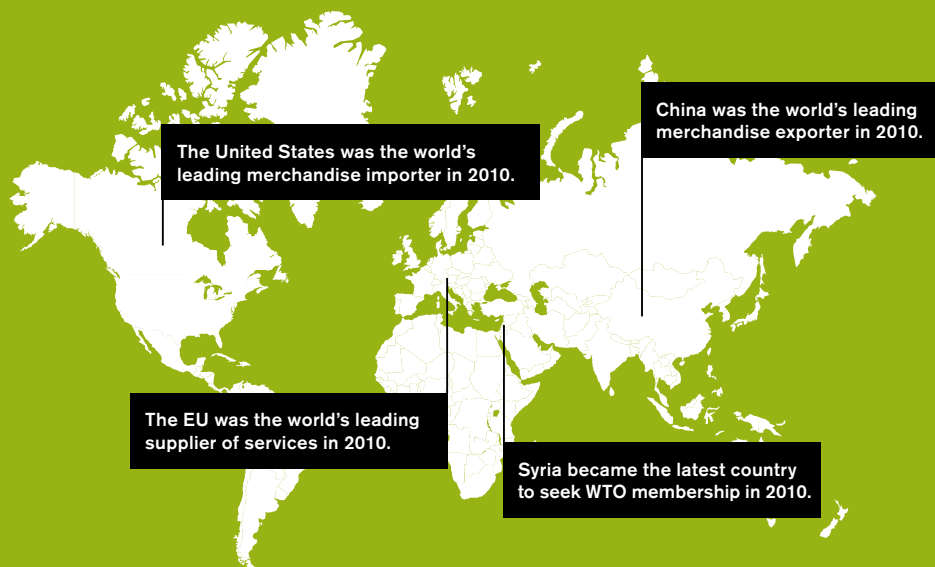 The United States was the world's
leading merchandise importer in 2010.
China was the world's leading
merchandise exporter in 2010.
The EU was the world's leading
supplier of services in 2010.
Syria became the latest country
to seek WTO membership in 2010.